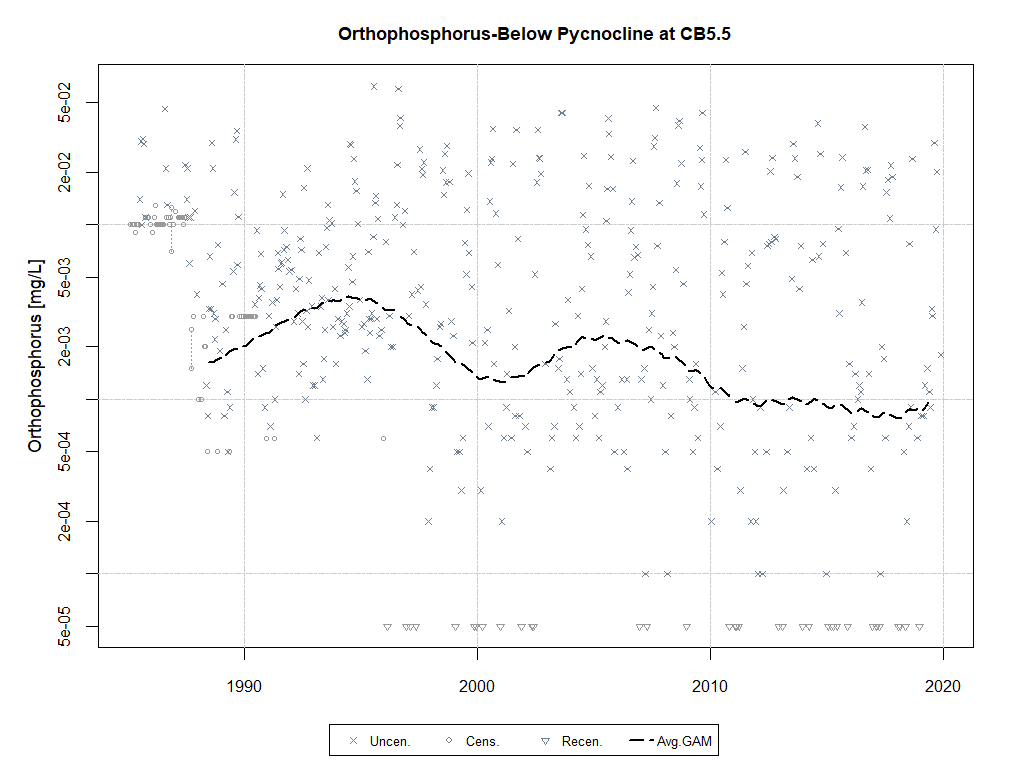 Orthophosphorus-Below Pycnocline at CB5.5
Orthophosphorus [mg/L]
5e-02
2e-02
5e-03
2e-03
5e-04
2e-04
5e-05
1990 2000 2010 2020
Uncen. Cens. Recen. Avg.GAM